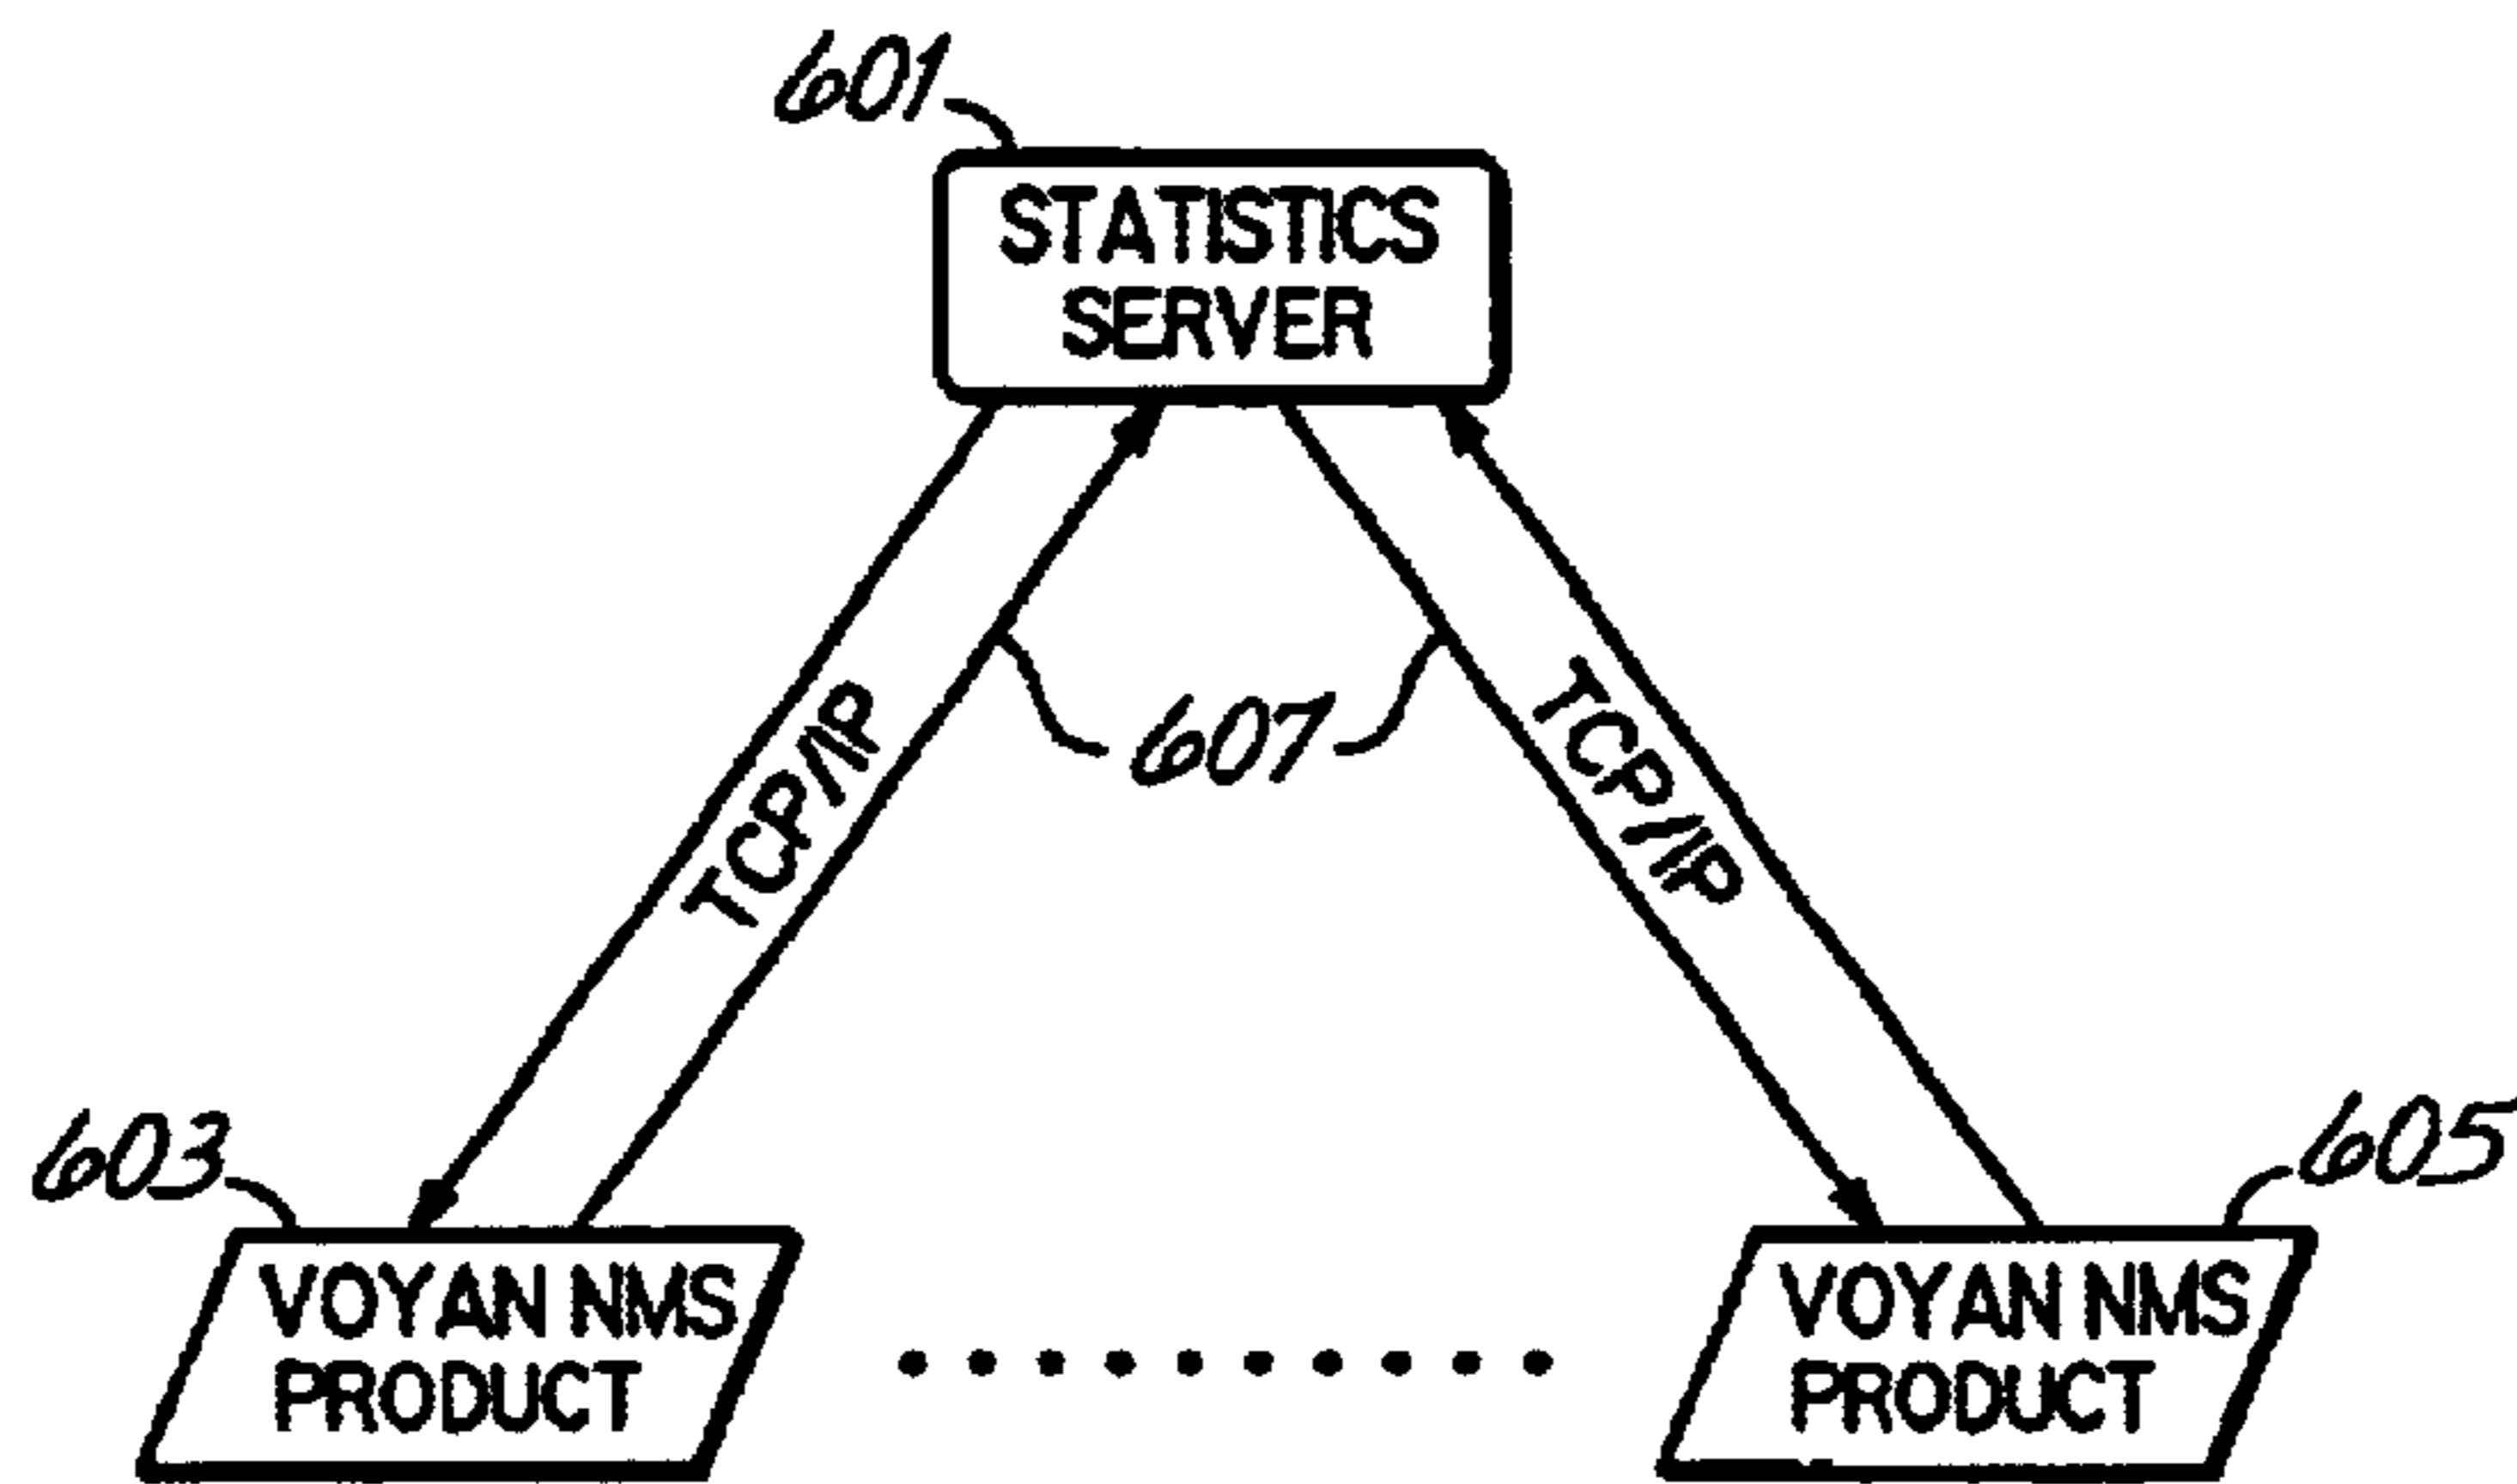 601
STATISTICS
SERVER
TCP/IP
607
TCP/IP
603
605
VOYAN NMS
PRODUCT
VOYAN NMS
PRODUCT